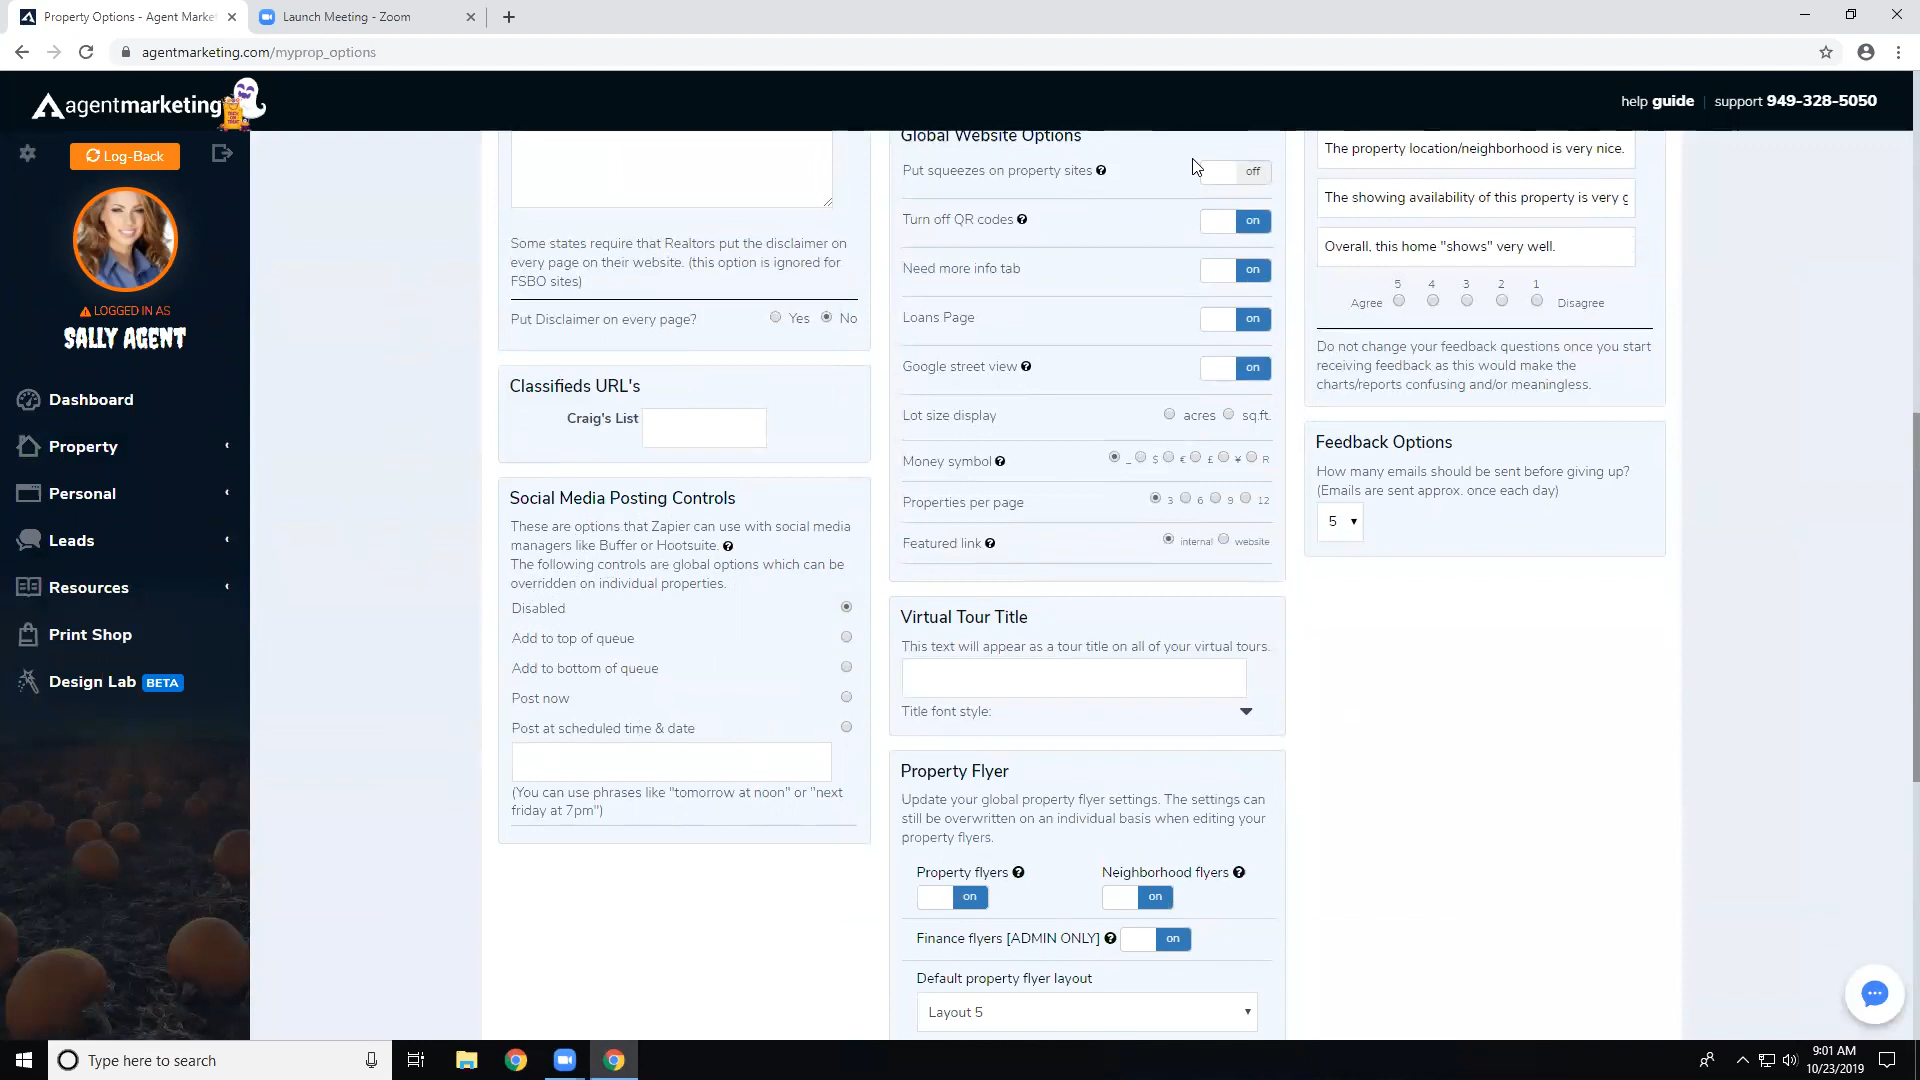 Property Options - Agent Marke
Launch Meeting - Zoom
agentmarketing.com/myprop_options
agentmarketing
TRICK OR TREAT
help guide | support 949-328-5050
Log-Back
LOGGED IN AS
SALLY AGENT
Dashboard
Property
Personal
Leads
Resources
Print Shop
Design Lab BETA
Some states require that Realtors put the disclaimer on
every page on their website. (this option is ignored for
FSBO sites)
Put Disclaimer on every page? Yes No
Classifieds URL's
Craig's List
Social Media Posting Controls
These are options that Zapier can use with social media
managers like Buffer or Hootsuite.
The following controls are global options which can be
overridden on individual properties.
Disabled
Add to top of queue
Add to bottom of queue
Post now
Post at scheduled time & date
(You can use phrases like "tomorrow at noon" or "next
friday at 7pm")
Global Website Options
Put squeezes on property sites off
Turn off QR codes on
Need more info tab on
Loans Page on
Google street view on
Lot size display acres sq.ft.
Money symbol _ $ € £ ¥ R
Properties per page 3 6 9 12
Featured link internal website
Virtual Tour Title
This text will appear as a tour title on all of your virtual tours.
Title font style:
Property Flyer
Update your global property flyer settings. The settings can
still be overwritten on an individual basis when editing your
property flyers.
Property flyers Neighborhood flyers
on on
Finance flyers [ADMIN ONLY] on
Default property flyer layout
Layout 5
The property location/neighborhood is very nice.
The showing availability of this property is very g
Overall, this home "shows" very well.
5 4 3 2 1
Agree Disagree
Do not change your feedback questions once you start
receiving feedback as this would make the
charts/reports confusing and/or meaningless.
Feedback Options
How many emails should be sent before giving up?
(Emails are sent approx. once each day)
5
Type here to search
9:01 AM
10/23/2019